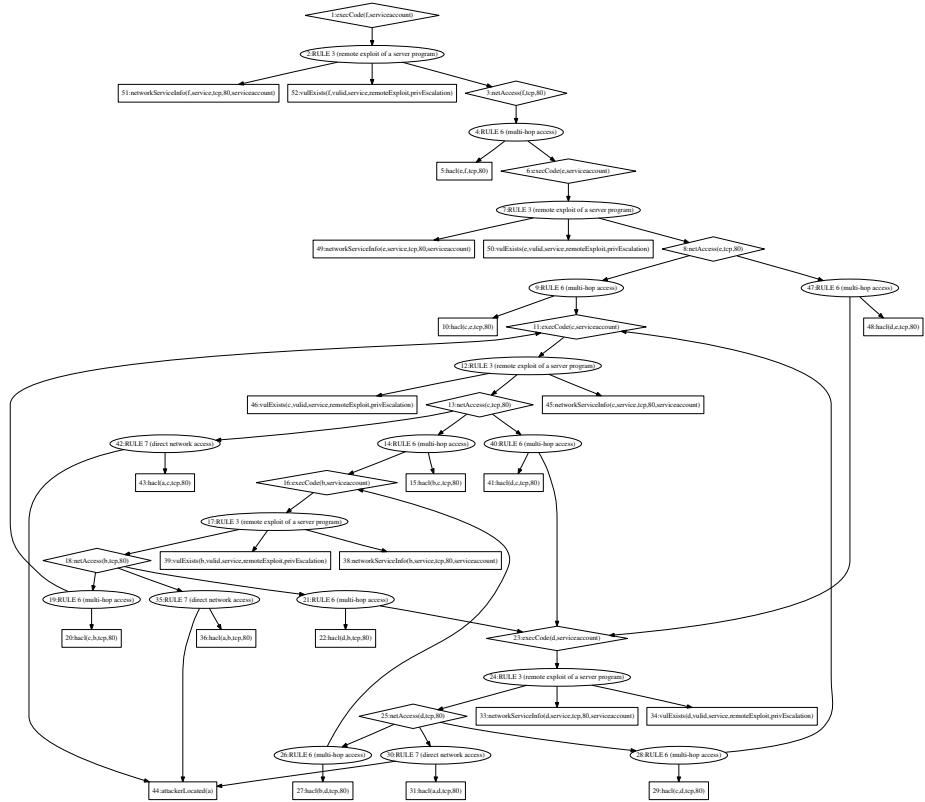 1:execCode(f,serviceaccount)
2:RULE 3 (remote exploit of a server program)
51:networkServiceInfo(f,service,tcp,80,serviceaccount)
52:vulExists(f,vulid,service,remoteExploit,privEscalation)
3:netAccess(f,tcp,80)
4:RULE 6 (multi-hop access)
5:hacl(e,f,tcp,80)
6:execCode(e,serviceaccount)
7:RULE 3 (remote exploit of a server program)
49:networkServiceInfo(e,service,tcp,80,serviceaccount)
50:vulExists(e,vulid,service,remoteExploit,privEscalation)
8:netAccess(e,tcp,80)
9:RULE 6 (multi-hop access)
47:RULE 6 (multi-hop access)
10:hacl(c,e,tcp,80)
11:execCode(c,serviceaccount)
48:hacl(d,e,tcp,80)
12:RULE 3 (remote exploit of a server program)
46:vulExists(c,vulid,service,remoteExploit,privEscalation)
13:netAccess(c,tcp,80)
45:networkServiceInfo(c,service,tcp,80,serviceaccount)
42:RULE 7 (direct network access)
14:RULE 6 (multi-hop access)
40:RULE 6 (multi-hop access)
43:hacl(a,c,tcp,80)
16:execCode(b,serviceaccount)
15:hacl(b,c,tcp,80)
41:hacl(d,c,tcp,80)
17:RULE 3 (remote exploit of a server program)
18:netAccess(b,tcp,80)
39:vulExists(b,vulid,service,remoteExploit,privEscalation)
38:networkServiceInfo(b,service,tcp,80,serviceaccount)
19:RULE 6 (multi-hop access)
35:RULE 7 (direct network access)
21:RULE 6 (multi-hop access)
20:hacl(c,b,tcp,80)
36:hacl(a,b,tcp,80)
22:hacl(d,b,tcp,80)
23:execCode(d,serviceaccount)
24:RULE 3 (remote exploit of a server program)
25:netAccess(d,tcp,80)
33:networkServiceInfo(d,service,tcp,80,serviceaccount)
34:vulExists(d,vulid,service,remoteExploit,privEscalation)
26:RULE 6 (multi-hop access)
30:RULE 7 (direct network access)
28:RULE 6 (multi-hop access)
44:attackerLocated(a)
27:hacl(b,d,tcp,80)
31:hacl(a,d,tcp,80)
29:hacl(c,d,tcp,80)